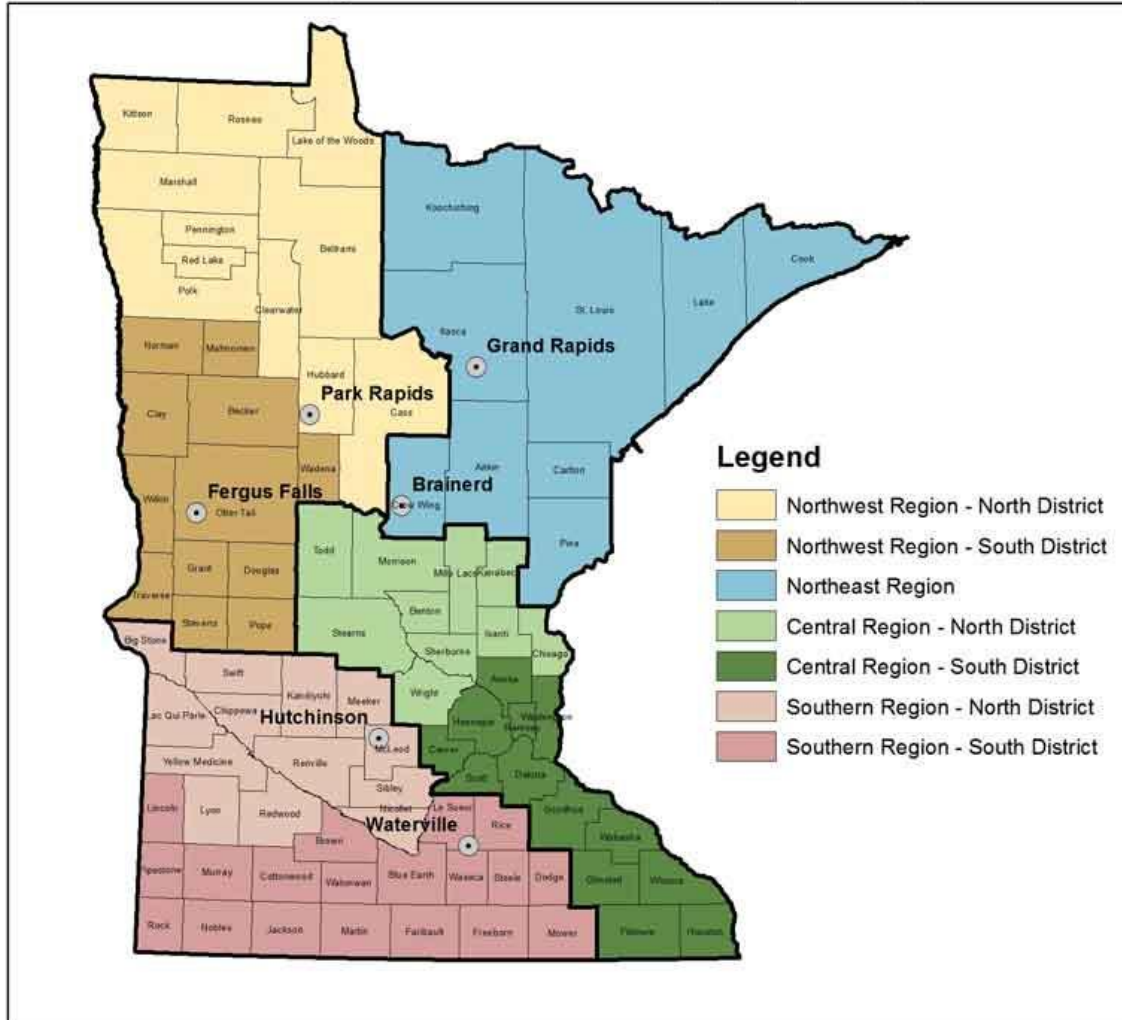 Kittson
Roseau
Lake of the Woods
Marshall
Koochiching
Pennington
Beltrami
Red Lake
Cook
Polk
Clearwater
Lake
St. Louis
Itasca
Norman
Mahnomen
Grand Rapids
Hubbard
Park Rapids
Clay
Becker
Cass
Wadena
Aitkin
Carlton
Wilkin
Fergus Falls
Brainerd
Otter Tail
Crow Wing
Pine
Todd
Morrison
Mille Lacs
Kanabec
Grant
Douglas
Traverse
Benton
Stevens
Pope
Stearns
Isanti
Big Stone
Sherburne
Chisago
Swift
Anoka
Kandiyohi
Meeker
Wright
Chippewa
Lac Qui Parle
Hutchinson
Hennepin
Washington
Ramsey
McLeod
Carver
Yellow Medicine
Renville
Scott
Dakota
Sibley
Lincoln
Lyon
Redwood
Nicollet
Le Sueur
Goodhue
Waterville
Rice
Wabasha
Brown
Pipestone
Murray
Cottonwood
Watonwan
Blue Earth
Waseca
Steele
Dodge
Olmsted
Winona
Rock
Nobles
Jackson
Martin
Faribault
Freeborn
Mower
Fillmore
Houston
Legend
Northwest Region - North District
Northwest Region - South District
Northeast Region
Central Region - North District
Central Region - South District
Southern Region - North District
Southern Region - South District